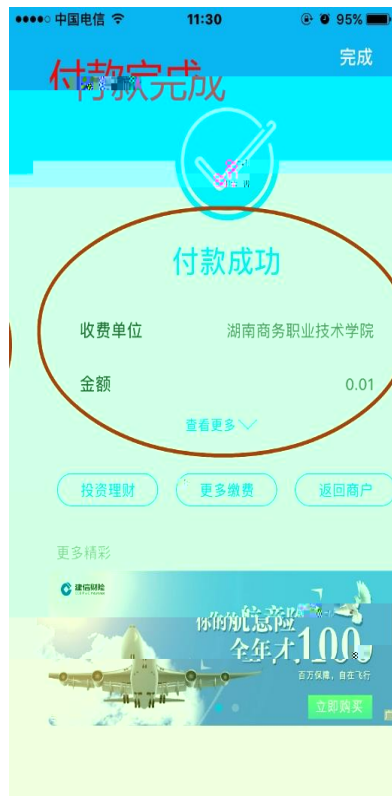 中国电信 11:30 95%
付款完成
完成
付款成功
收费单位 湖南商务职业技术学院
金额 0.01
查看更多
投资理财 更多缴费 返回商户
更多精彩
建信财险
你的航意险
全年才100
百万保障，自在飞行
立即购买